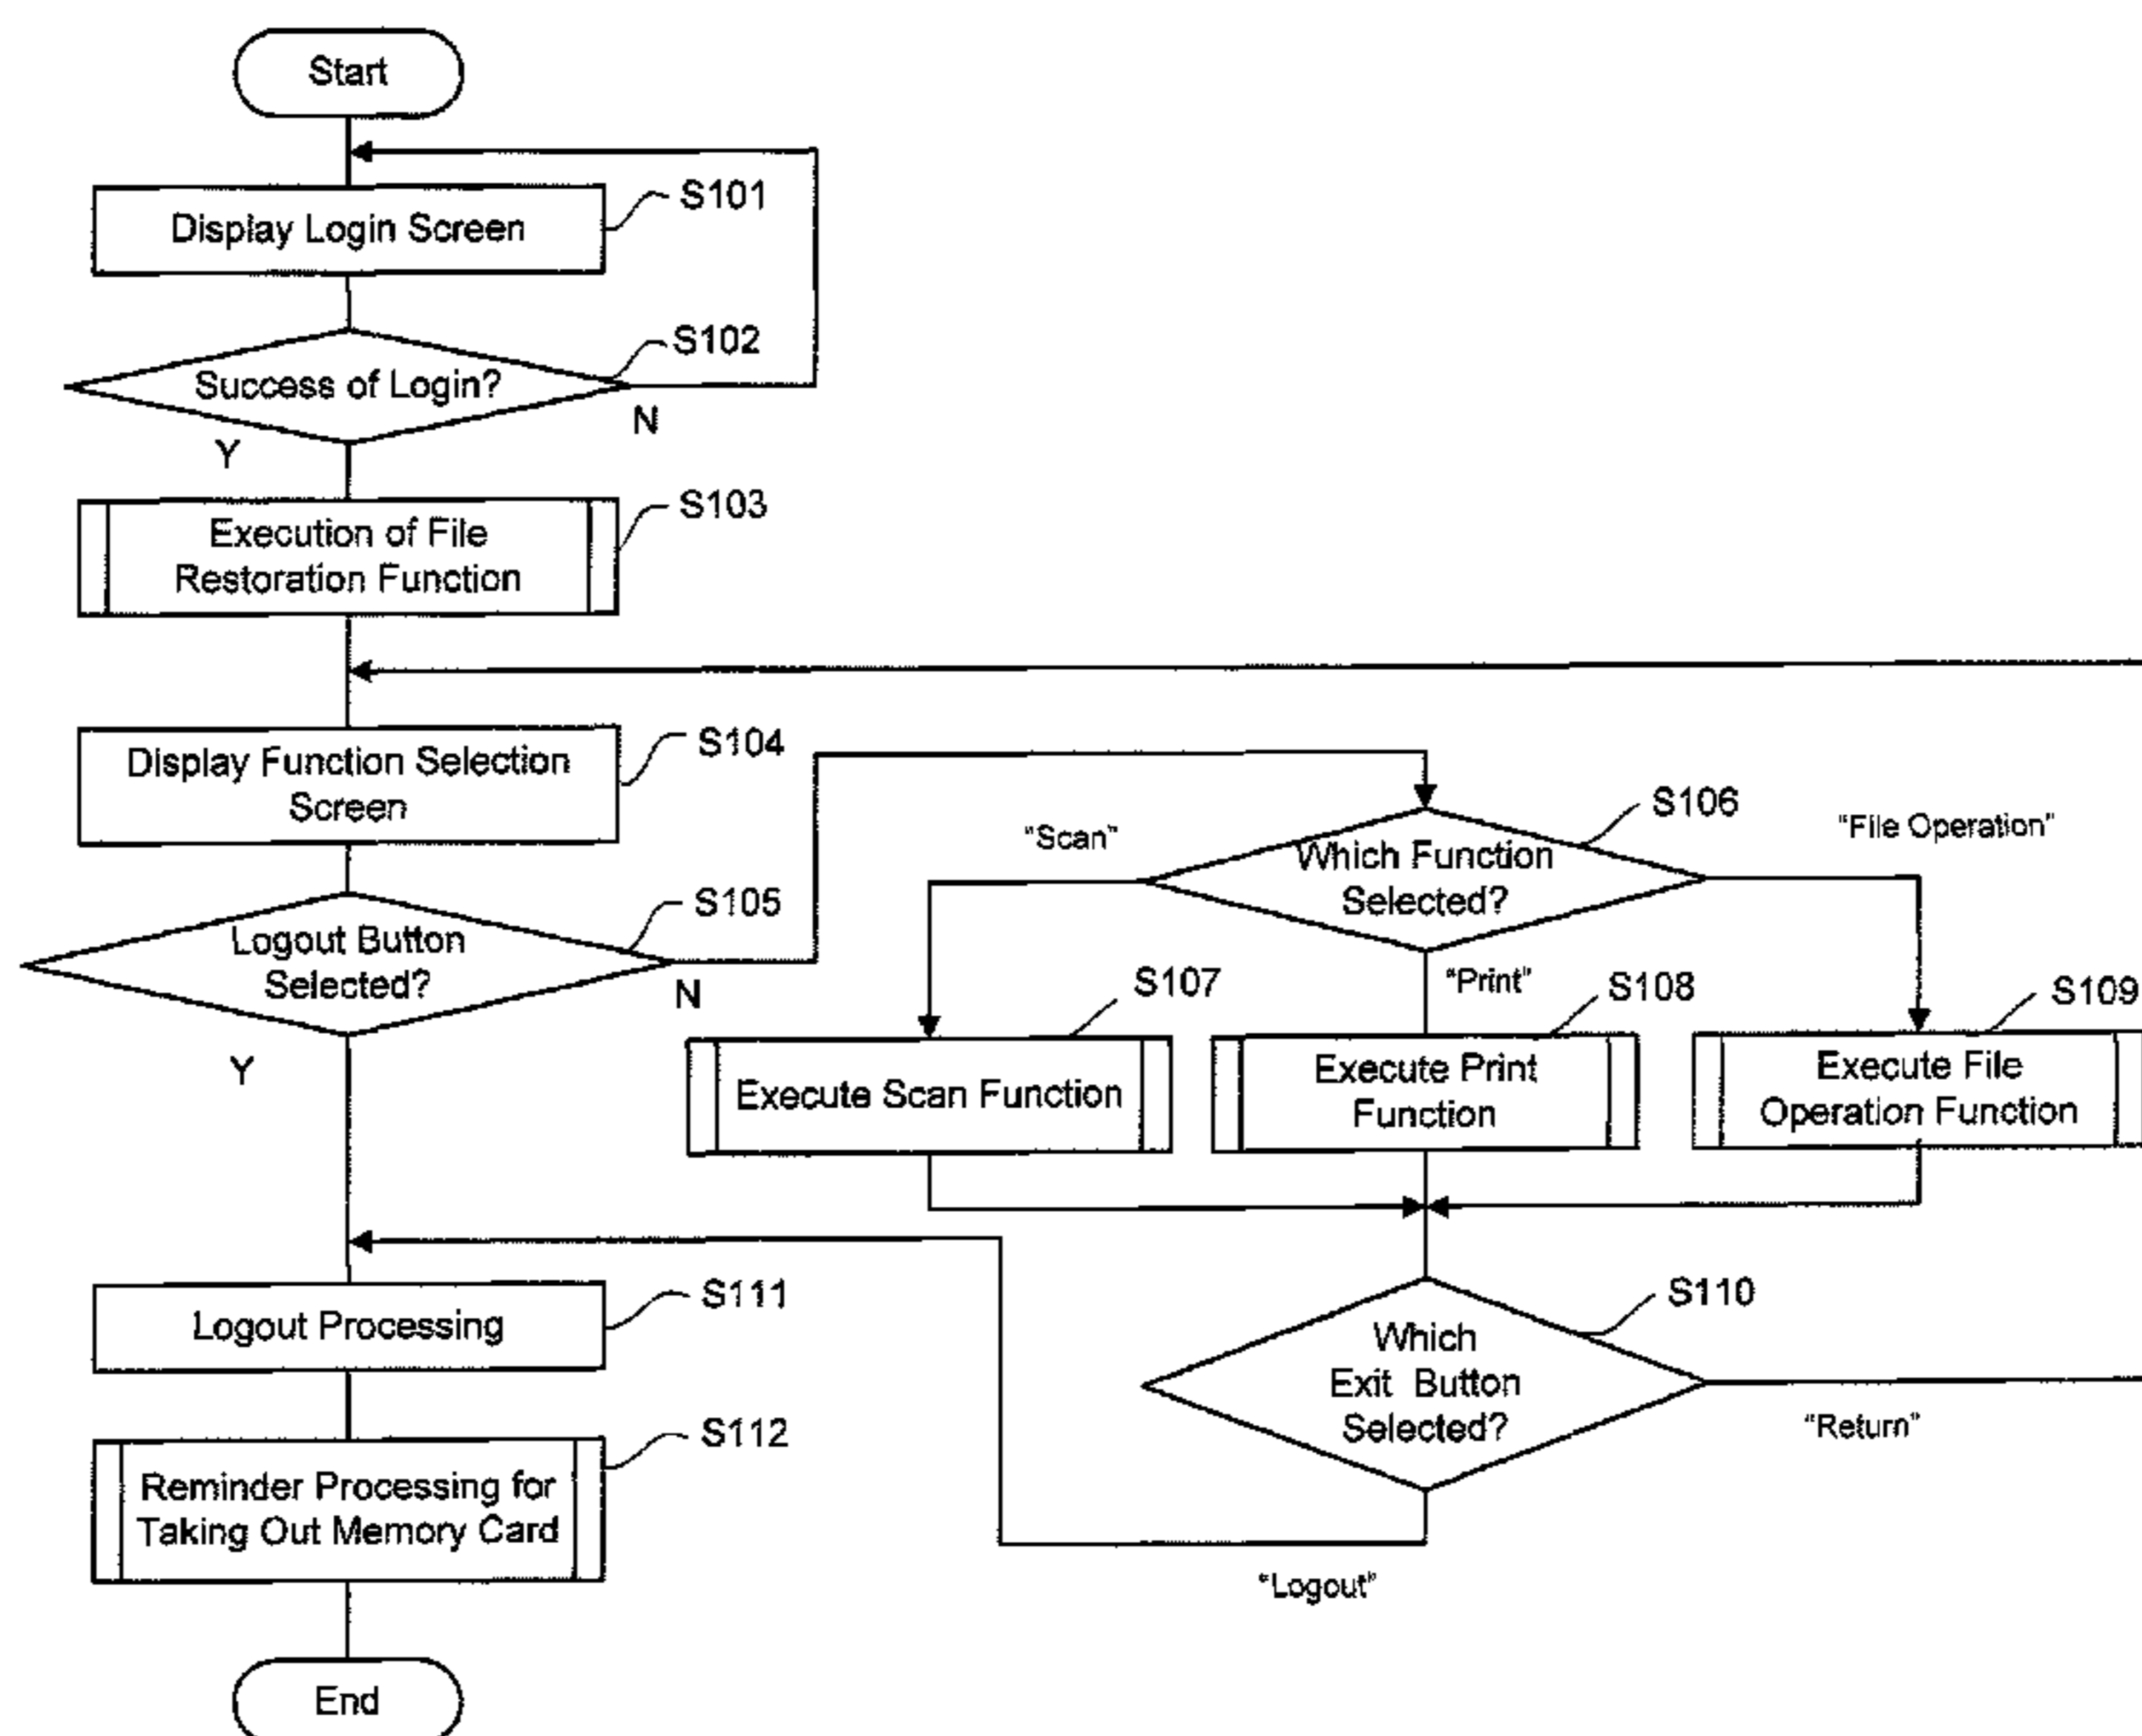 Start
Display Login Screen
S101
Success of Login?
S102
N
Y
Execution of File
Restoration Function
S103
Display Function Selection
Screen
S104
Logout Button
Selected?
S105
N
Y
Which Function
Selected?
S106
"Scan"
"Print"
"File Operation"
Execute Scan Function
S107
Execute Print
Function
S108
Execute File
Operation Function
S109
Which
Exit Button
Selected?
S110
"Return"
"Logout"
Logout Processing
S111
Reminder Processing for
Taking Out Memory Card
S112
End